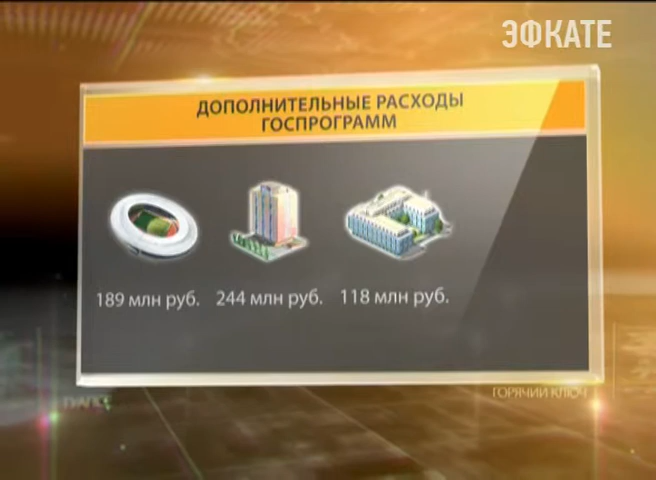 ЭФКАТЕ
ДОПОЛНИТЕЛЬНЫЕ РАСХОДЫ
ГОСПРОГРАММ
189 млн руб. 244 млн руб. 118 млн руб.
ГОРЯЧИЙ КЛЮЧ